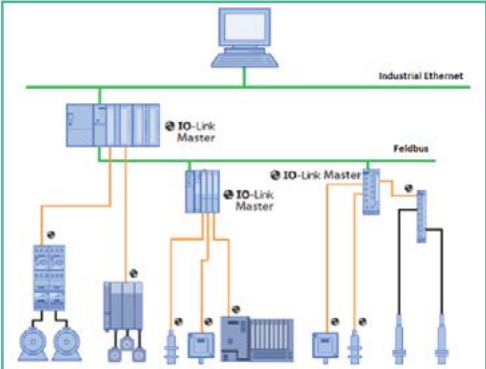 Industrial Ethernet
IO-Link
Master
Feldbus
IO-Link Master
IO-Link
Master